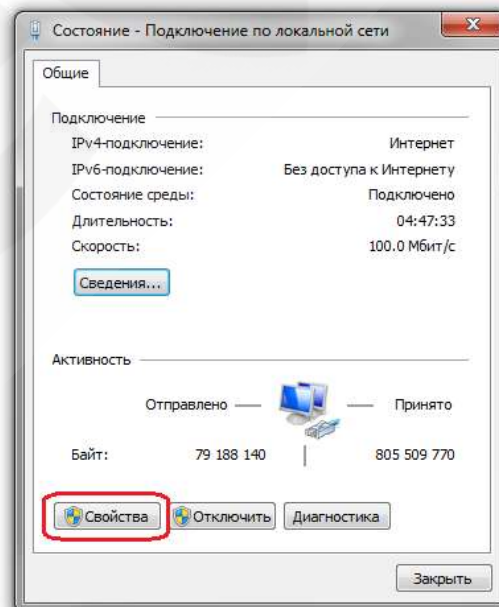 Состояние - Подключение по локальной сети
Общие
Подключение
IPv4-подключение: Интернет
IPv6-подключение: Без доступа к Интернету
Состояние среды: Подключено
Длительность: 04:47:33
Скорость: 100.0 Мбит/с
Сведения...
Активность
Отправлено — — Принято
Байт: 79 188 140 | 805 509 770
Свойства Отключить Диагностика
Закрыть